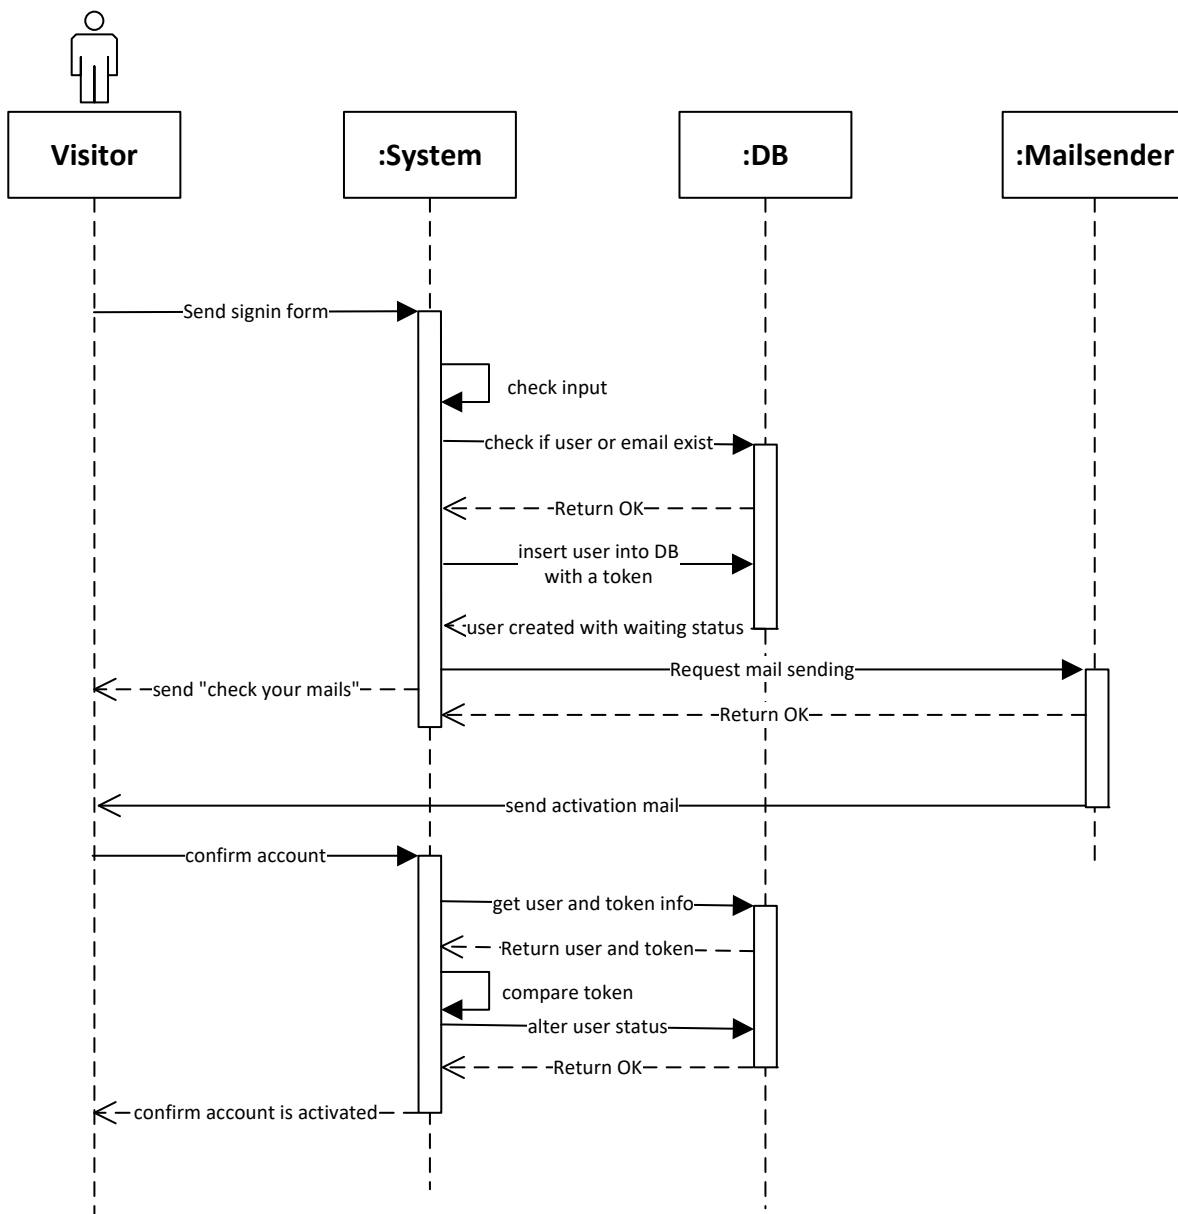 Visitor
:System
:DB
:Mailsender
Send signin form
check input
check if user or email exist
Return OK
insert user into DB
with a token
user created with waiting status
Request mail sending
send "check your mails"
Return OK
send activation mail
confirm account
get user and token info
Return user and token
compare token
alter user status
Return OK
confirm account is activated